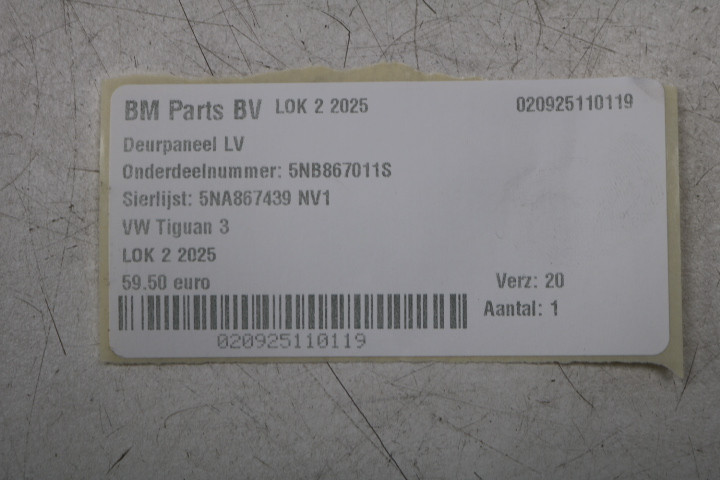 BM Parts BV LOK 2 2025 020925110119
Deurpaneel LV
Onderdeelnummer: 5NB867011S
Sierlijst: 5NA867439 NV1
VW Tiguan 3
LOK 2 2025
59.50 euro Verz: 20
Aantal: 1
020925110119